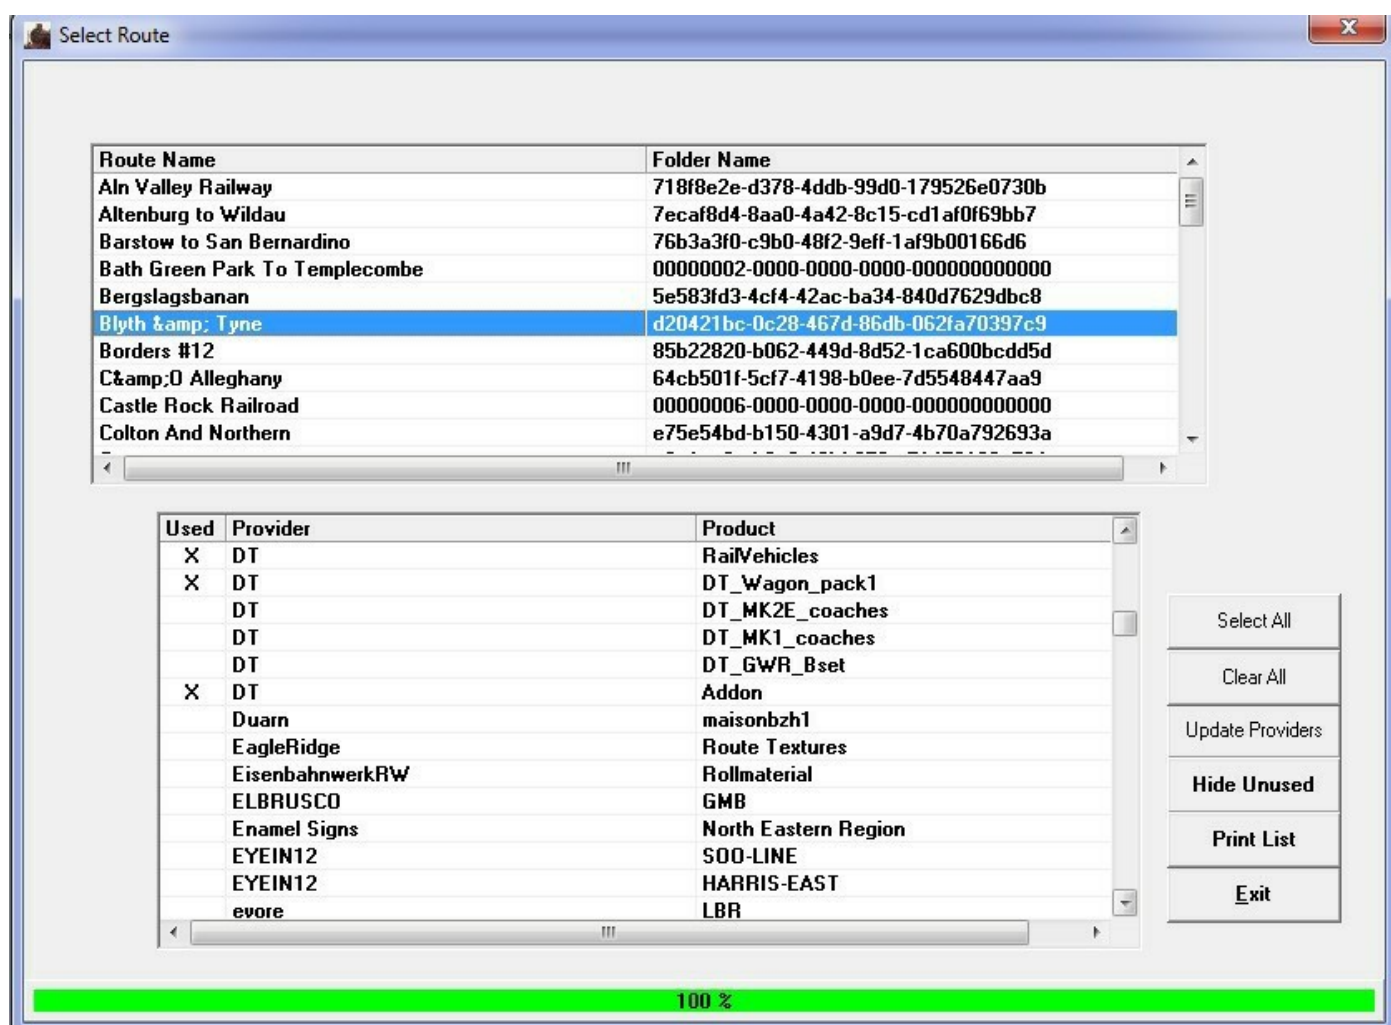 Select Route
Route Name Folder Name
Aln Valley Railway 718f8e2e-d378-4ddb-99d0-179526e0730b
Altenburg to Wildau 7ecaf8d4-8aa0-4a42-8c15-cd1af0f69bb7
Barstow to San Bernardino 76b3a3f0-c9b0-48f2-9eff-1af9b00166d6
Bath Green Park To Templecombe 00000002-0000-0000-0000-000000000000
Bergslagsbanan 5e583fd3-4cf4-42ac-ba34-840d7629dbc8
Blyth &amp; Tyne d20421bc-0c28-467d-86db-062fa70397c9
Borders #12 85b22820-b062-449d-8d52-1ca600bcdd5d
C&amp;O Alleghany 64cb501f-5cf7-4198-b0ee-7d5548447aa9
Castle Rock Railroad 00000006-0000-0000-0000-000000000000
Colton And Northern e75e54bd-b150-4301-a9d7-4b70a792693a
Used Provider Product
X DT RailVehicles
X DT DT_Wagon_pack1
DT DT_MK2E_coaches
DT DT_MK1_coaches
DT DT_GWR_Bset
X DT Addon
Duarn maisonbzh1
EagleRidge Route Textures
EisenbahnwerkRW Rollmaterial
ELBRUSCO GMB
Enamel Signs North Eastern Region
EYEIN12 SOO-LINE
EYEIN12 HARRIS-EAST
evore LBR
Select All
Clear All
Update Providers
Hide Unused
Print List
Exit
100 %